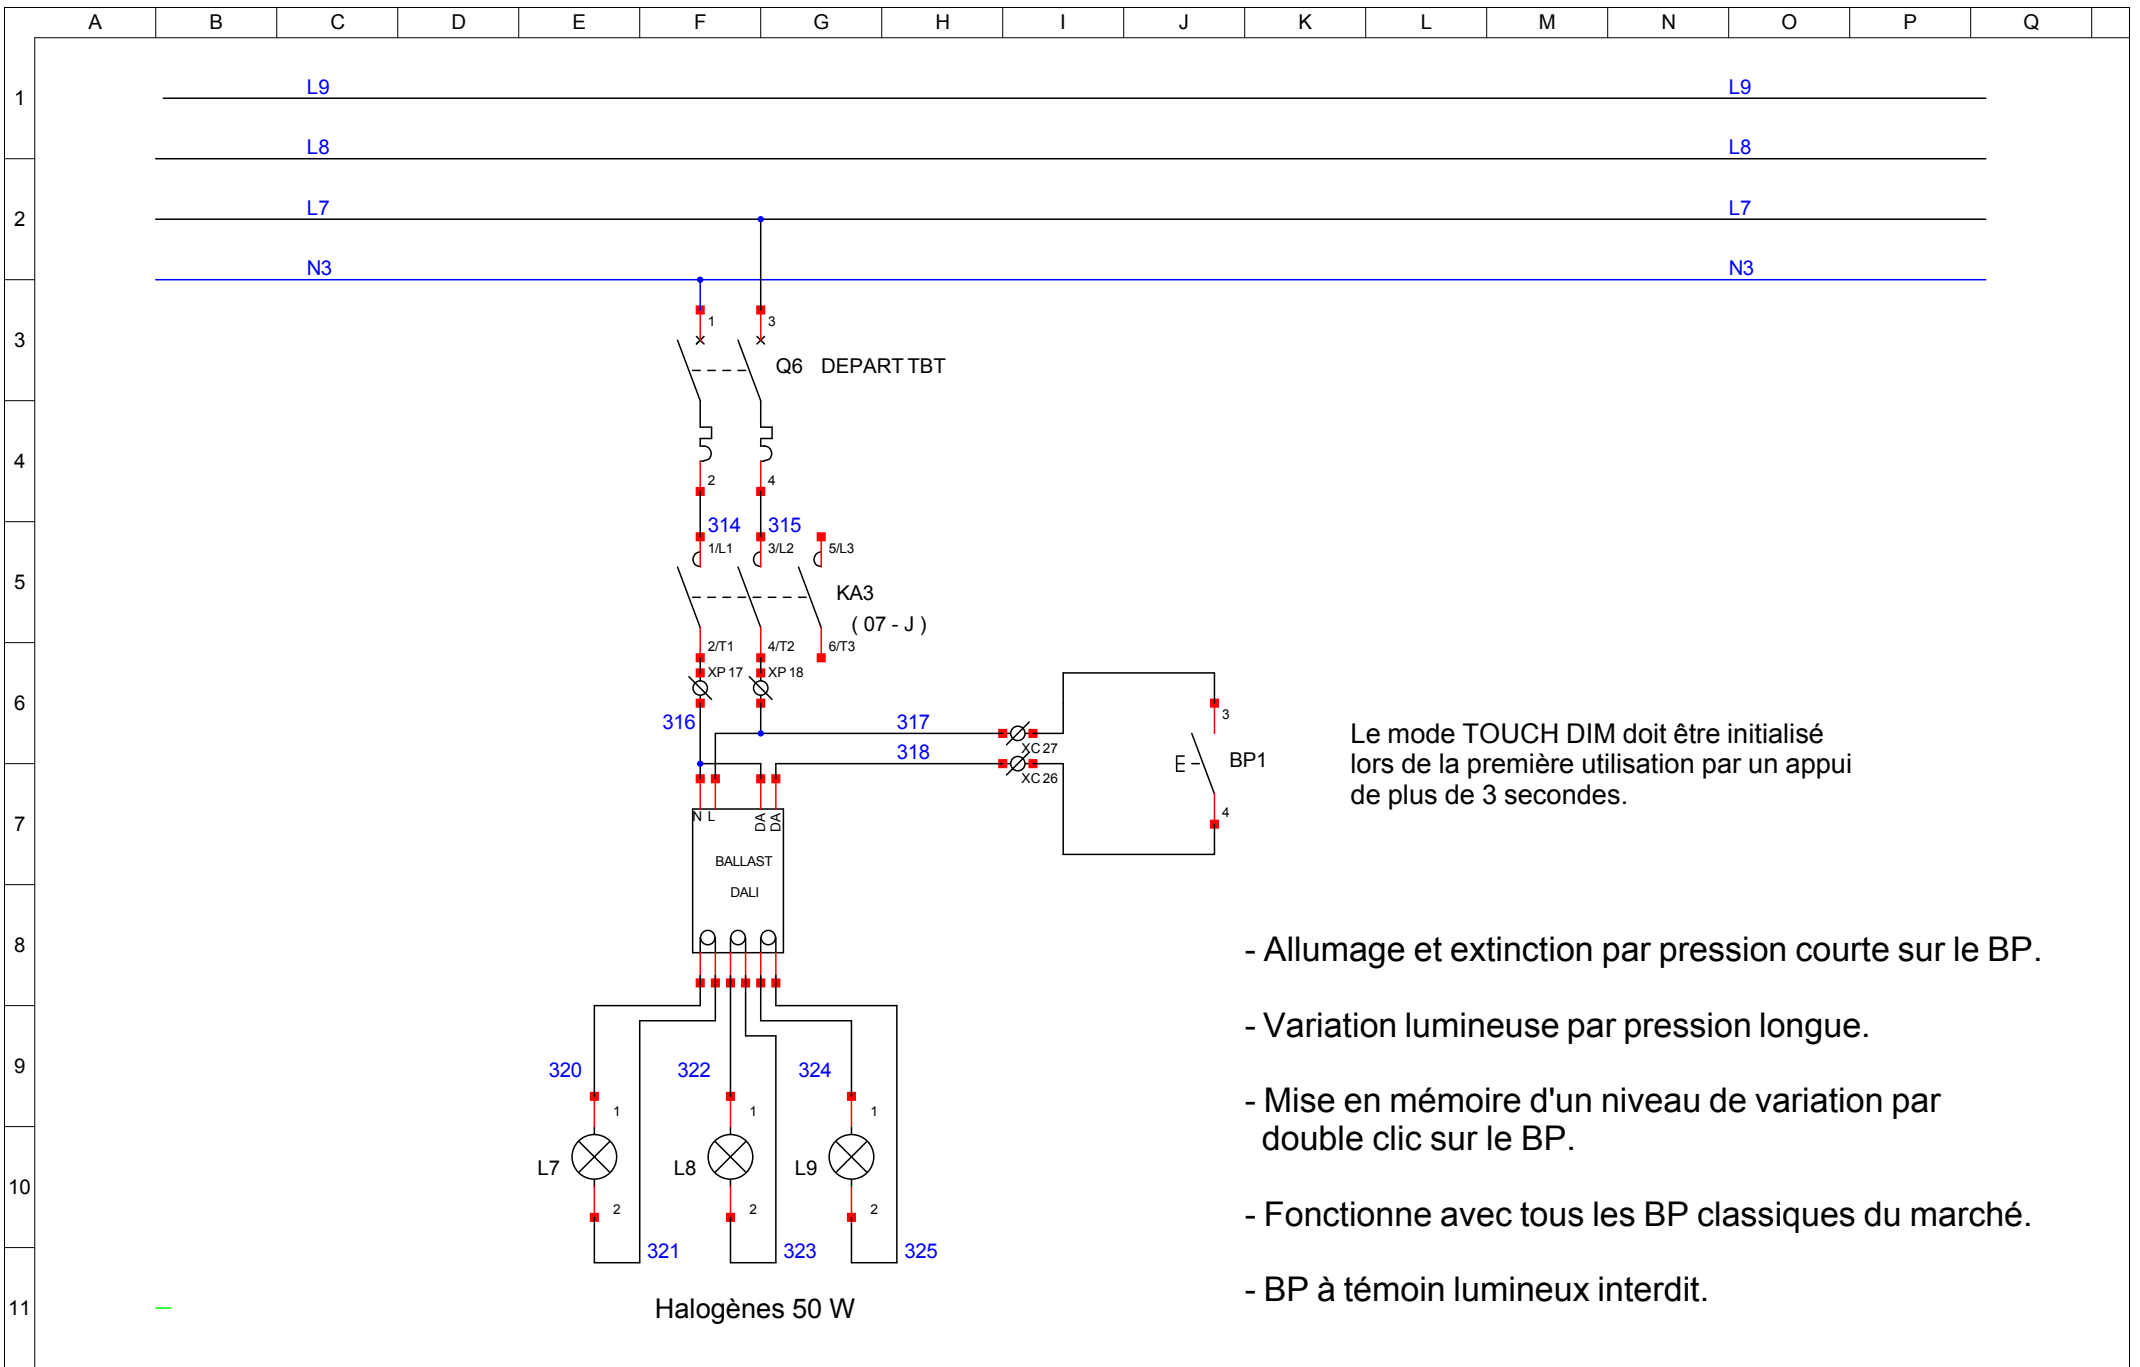 A B C D E F G H I J K L M N O P Q
1
L9 L9
L8 L8
2
L7 L7
N3 N3
1 3
3
Q6 DEPART TBT
4
2 4
314 315
1/L1 3/L2 5/L3
5
KA3
( 07 - J )
2/T1 4/T2 6/T3
XP 17 XP 18
6
316 317
3
XC 27
318
XC 26
BP1
Le mode TOUCH DIM doit être initialisé
lors de la première utilisation par un appui
de plus de 3 secondes.
7
N L DA DA
4
BALLAST
DALI
8
- Allumage et extinction par pression courte sur le BP.
- Variation lumineuse par pression longue.
9
320 322 324
1 1 1
- Mise en mémoire d'un niveau de variation par
double clic sur le BP.
L7 L8 L9
10
2 2 2
- Fonctionne avec tous les BP classiques du marché.
321 323 325
- BP à témoin lumineux interdit.
11
Halogènes 50 W